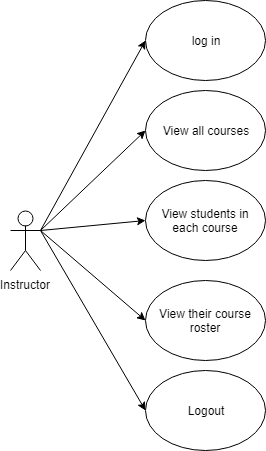 log in
View all courses
View students in
each course
Instructor
View their course
roster
Logout